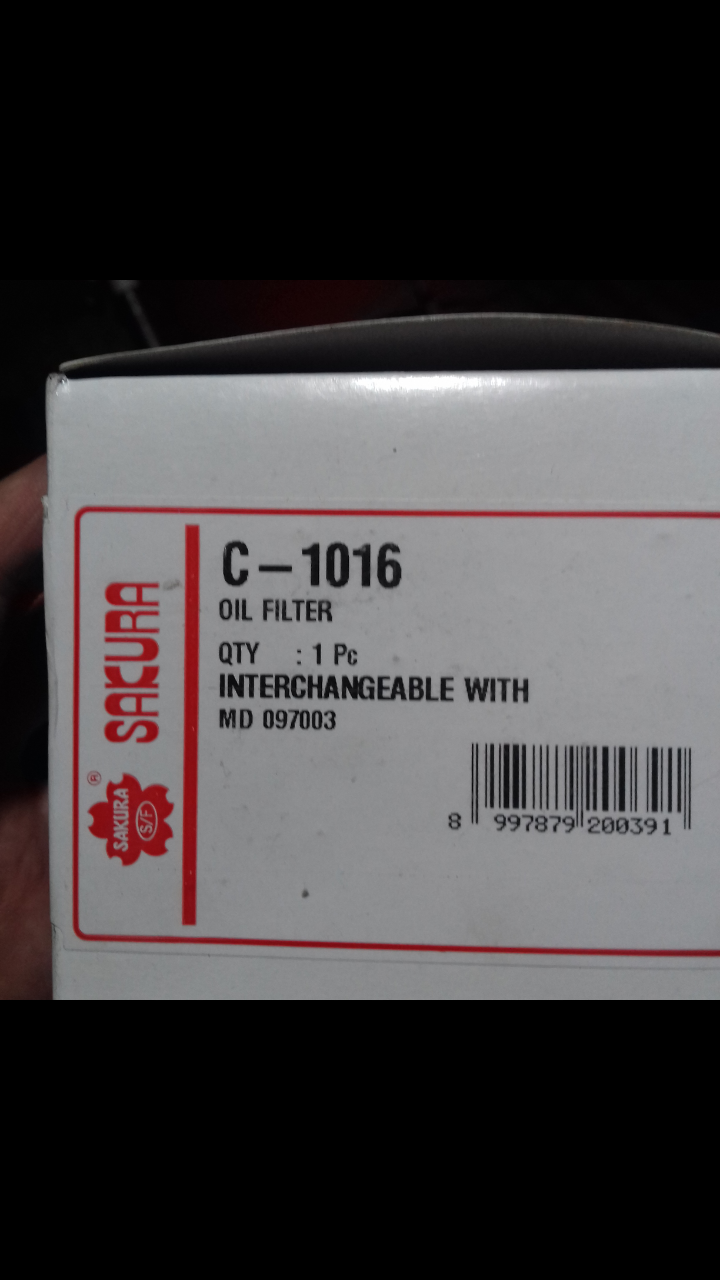 C-1016
OIL FILTER
QTY : 1 Pc
INTERCHANGEABLE WITH
MD 097003
8 997879 200391
SAKURA
®
SAKURA
S/F